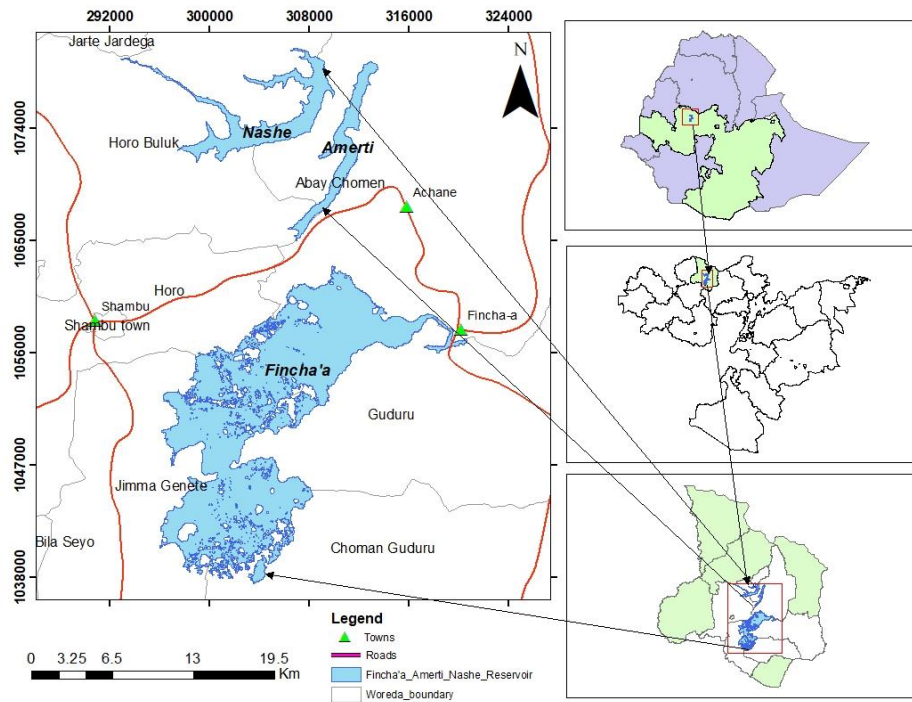 292000 300000 308000 316000 324000
Jarte Jardega
N
1074000
Nashe
Horo Buluk
Amerti
Abay Chomen
Achane
1065000
Horo
Shambu
Fincha-a
Shambu town
1056000
Fincha'a
Guduru
1047000
Jimma Genete
Bila Seyo
Choman Guduru
1038000
Legend
Towns
Roads
Fincha'a_Amerti_Nashe_Reservoir
Woreda_boundary
0 3.25 6.5 13 19.5
Km